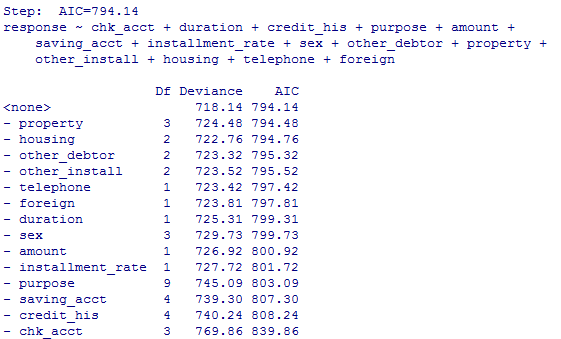 Step:  AIC=794.14
response ~ chk_acct + duration + credit_his + purpose + amount +
    saving_acct + installment_rate + sex + other_debtor + property +
    other_install + housing + telephone + foreign

                   Df Deviance    AIC
<none>                  718.14 794.14
- property          3   724.48 794.48
- housing           2   722.76 794.76
- other_debtor      2   723.32 795.32
- other_install     2   723.52 795.52
- telephone         1   723.42 797.42
- foreign           1   723.81 797.81
- duration          1   725.31 799.31
- sex               3   729.73 799.73
- amount            1   726.92 800.92
- installment_rate  1   727.72 801.72
- purpose           9   745.09 803.09
- saving_acct       4   739.30 807.30
- credit_his        4   740.24 808.24
- chk_acct          3   769.86 839.86